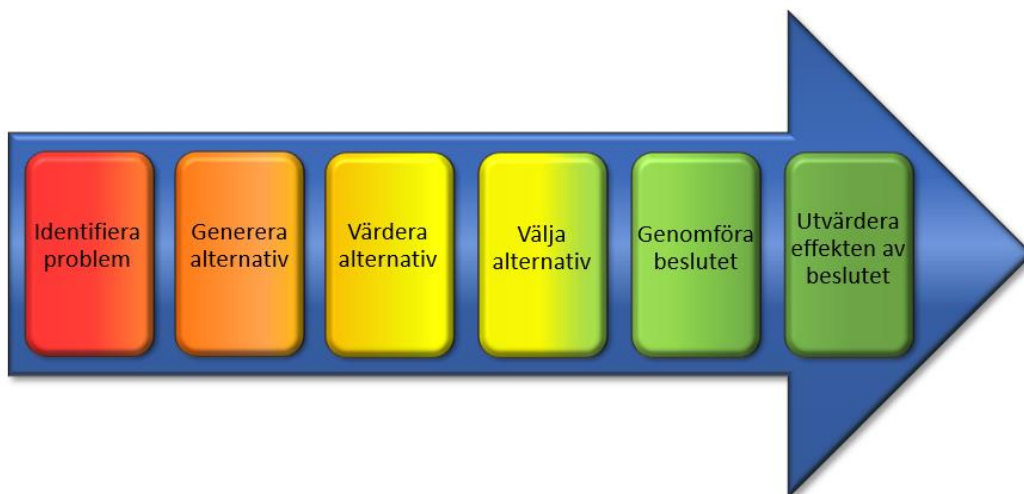 Identifiera
problem
Generera
alternativ
Värdera
alternativ
Välja
alternativ
Genomföra
beslutet
Utvärdera
effekten av
beslutet